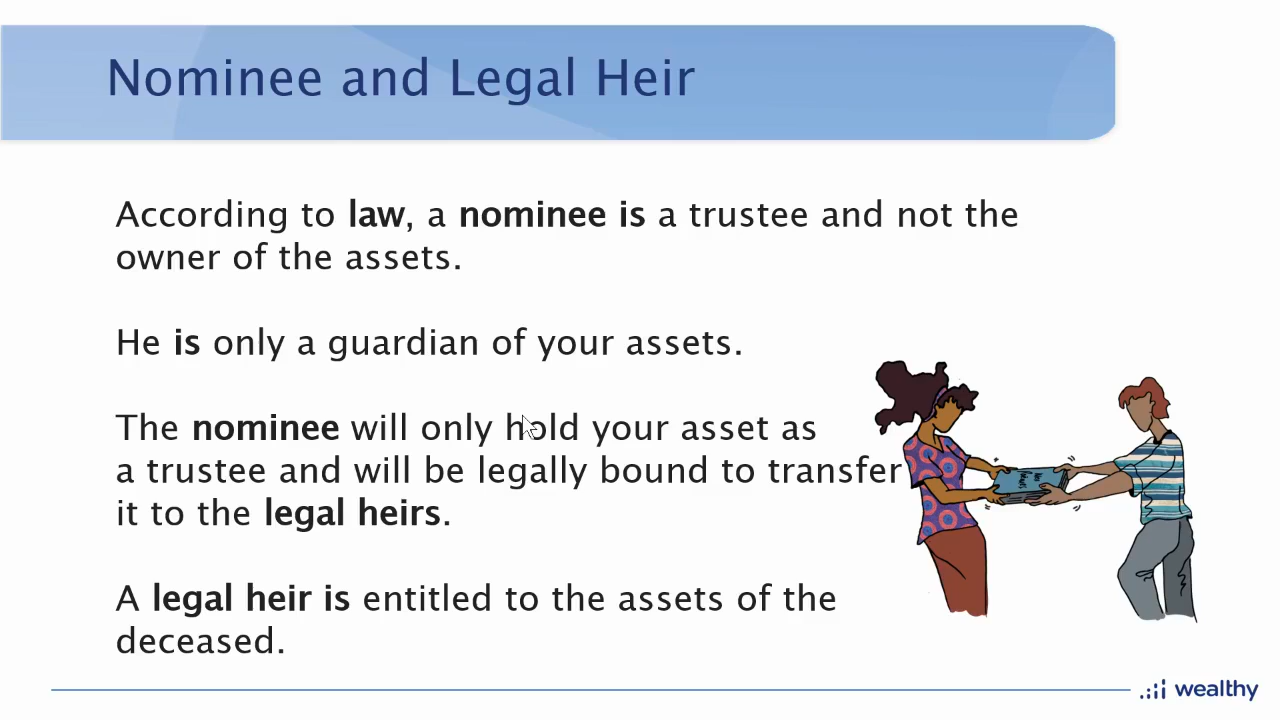 Nominee and Legal Heir
According to law, a nominee is a trustee and not the
owner of the assets.
He is only a guardian of your assets.
The nominee will only hold your asset as
a trustee and will be legally bound to transfer
it to the legal heirs.
A legal heir is entitled to the assets of the
deceased.
wealthy